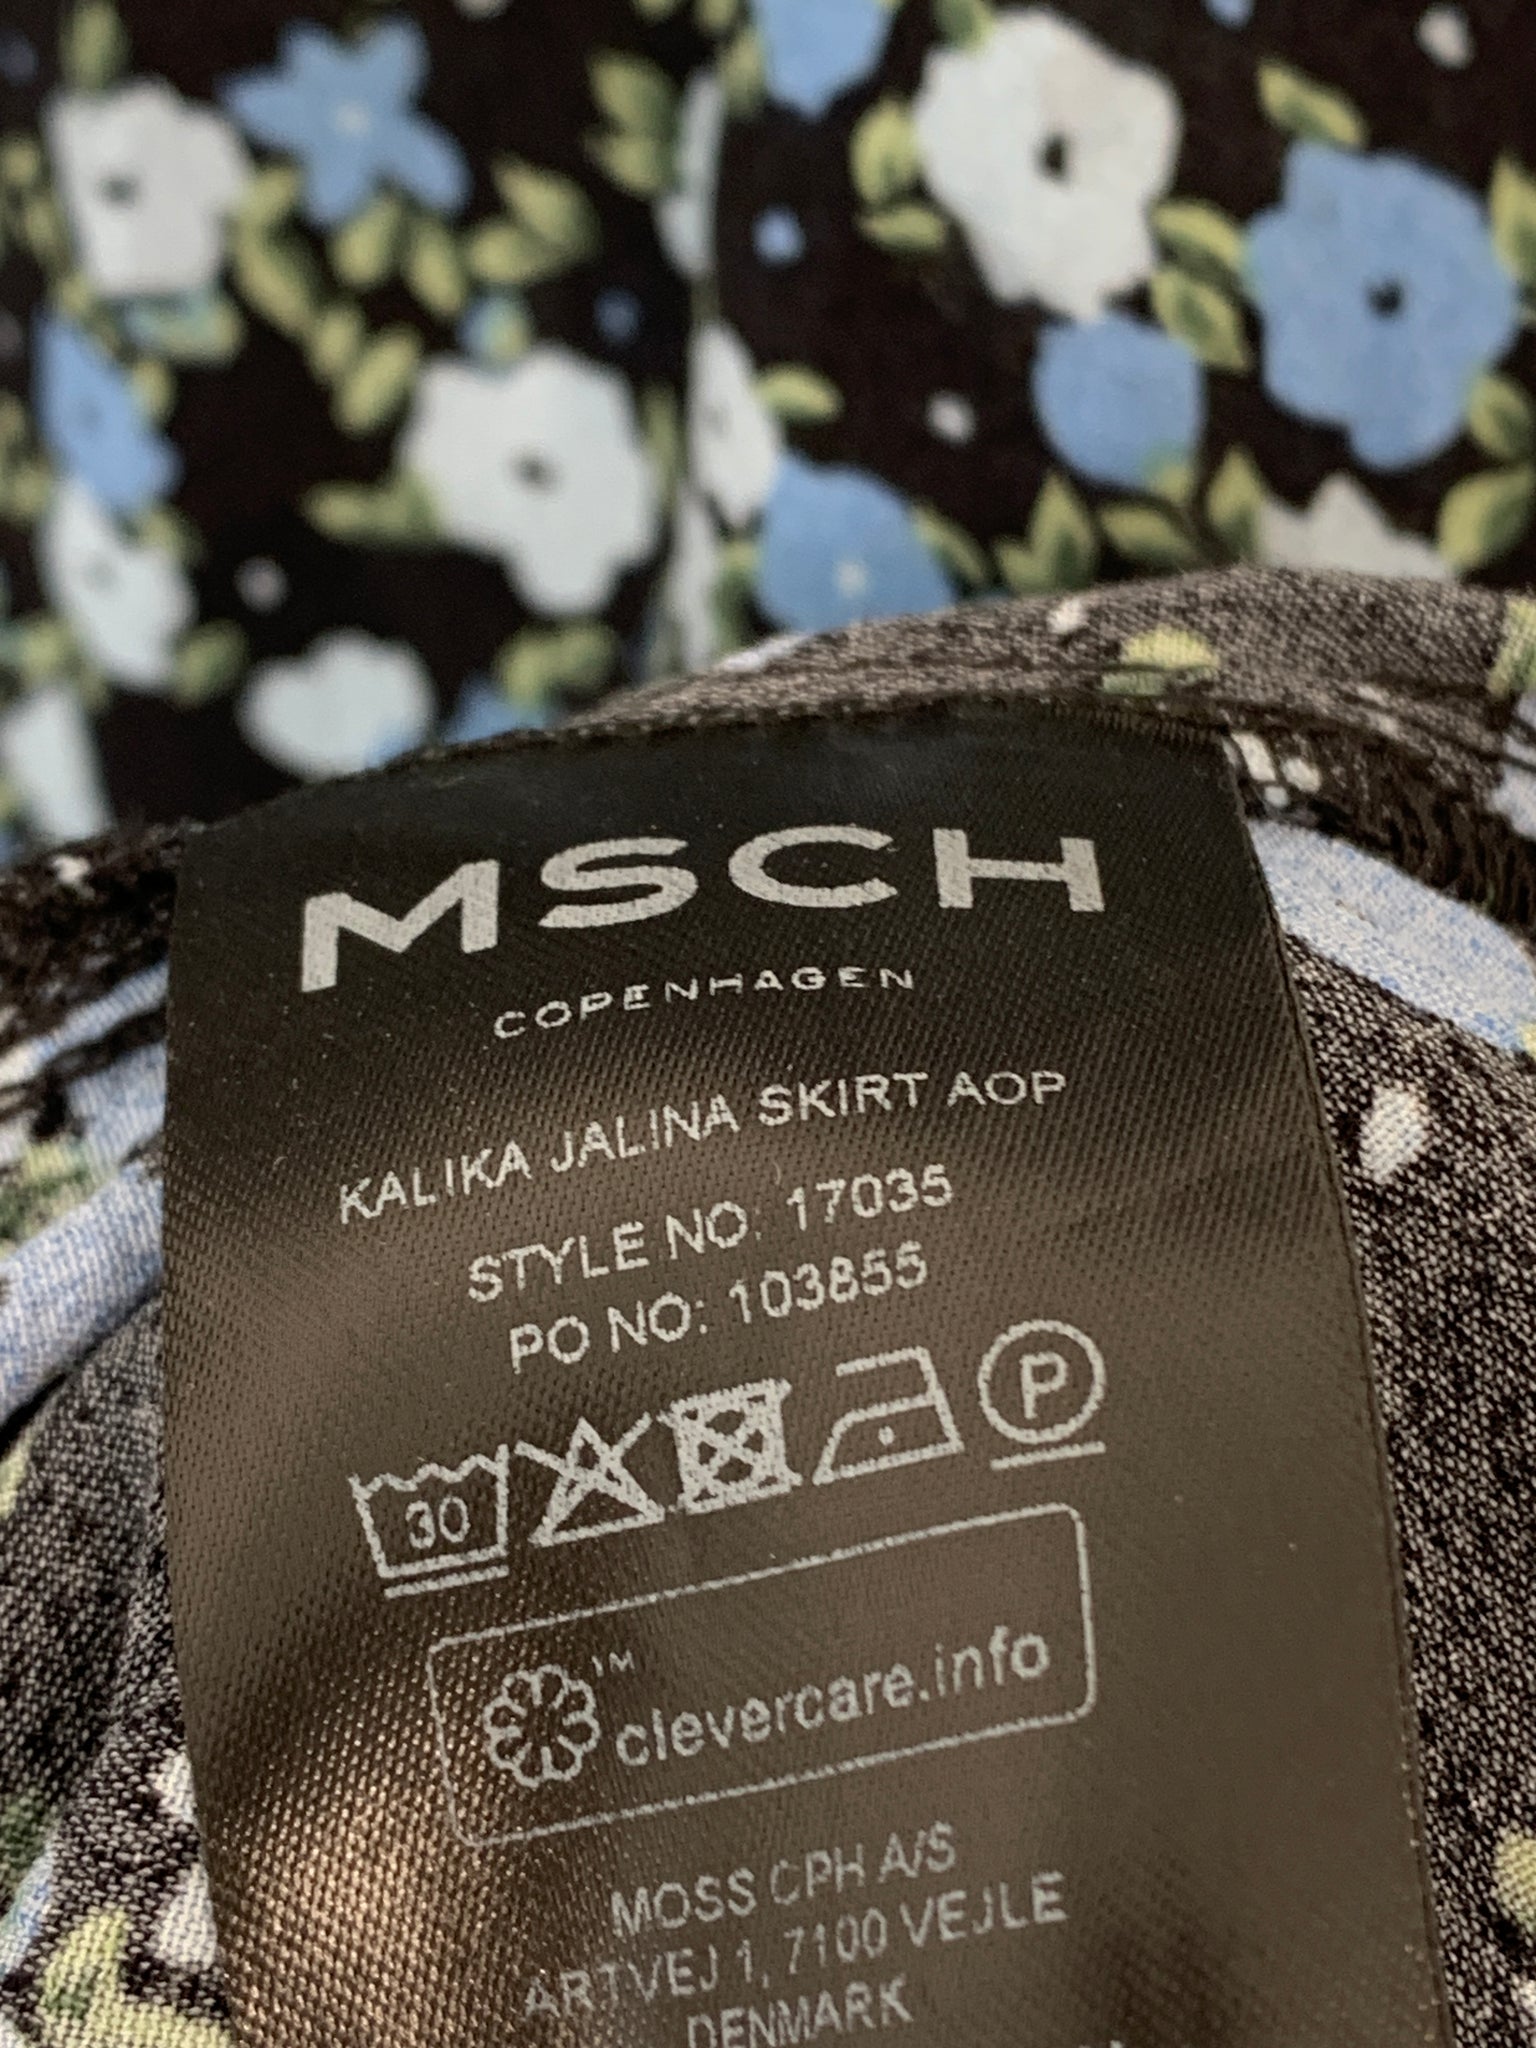 MSCH
COPENHAGEN
KALIKA JALINA SKIRT AOP
STYLE NO: 17035
PO NO: 103855
30 P
™ clevercare.info
MOSS CPH A/S
ARTVEJ 1, 7100 VEJLE
DENMARK